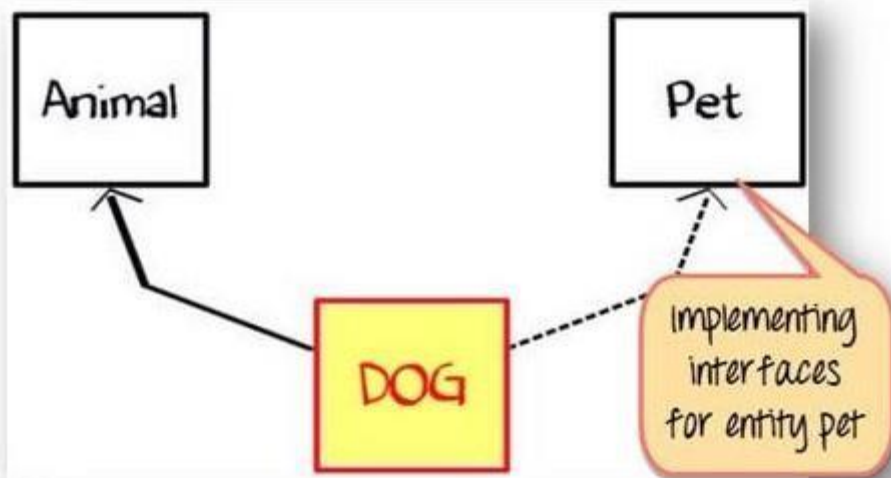 Animal
Pet
DOG
Implementing
interfaces
for entity pet